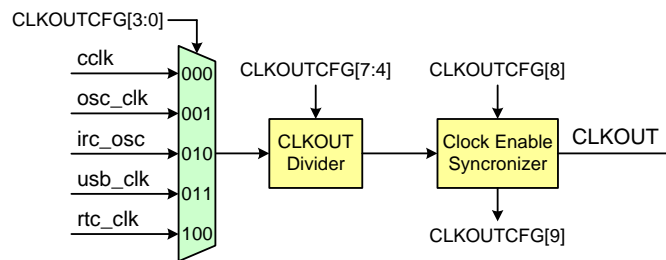 CLKOUTCFG[3:0]
cclk
000
CLKOUTCFG[7:4]
CLKOUTCFG[8]
osc_clk
001
irc_osc
010
CLKOUT
Divider
Clock Enable
Syncronizer
CLKOUT
usb_clk
011
rtc_clk
100
CLKOUTCFG[9]